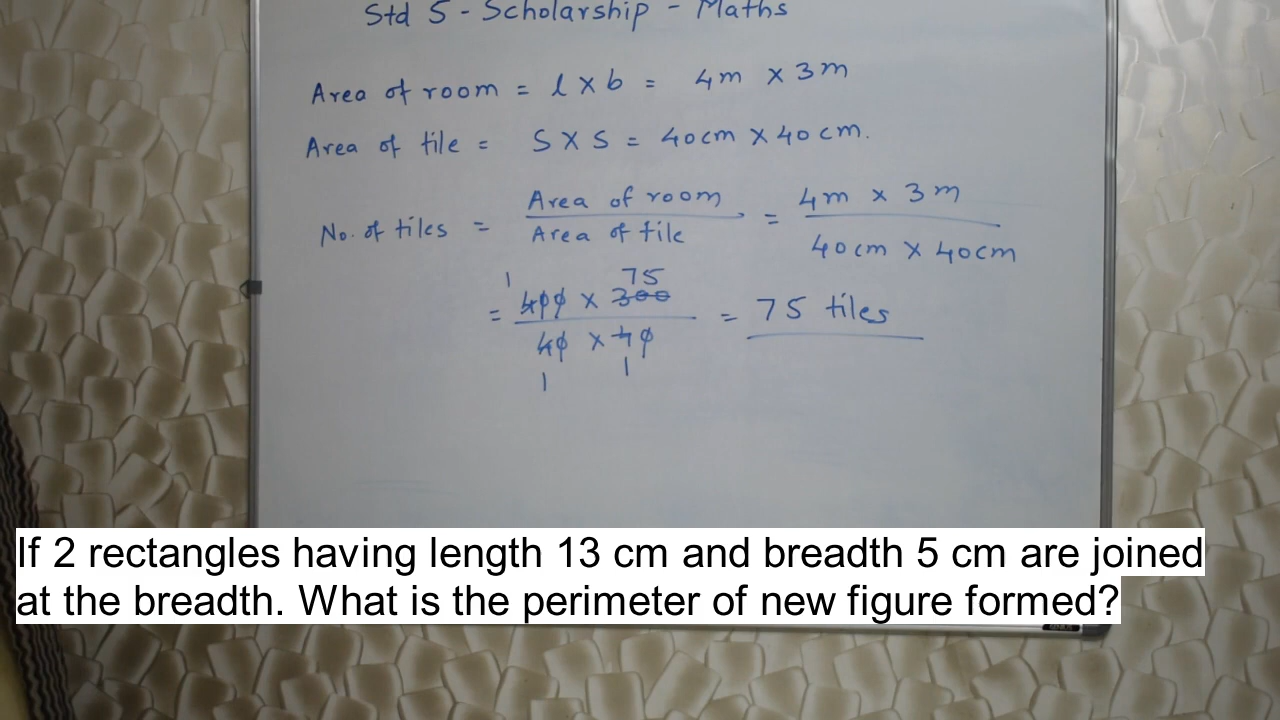 Std 5 - Scholarship - Maths
Area of room = l x b = 4m x 3m
Area of tile = S x S = 40cm x 40cm.
No. of tiles = Area of room / Area of tile = 4m x 3m / 40cm x 40cm
1 75
= 400 x 300 / 40 x 40 = 75 tiles
1 1
If 2 rectangles having length 13 cm and breadth 5 cm are joined
at the breadth. What is the perimeter of new figure formed?